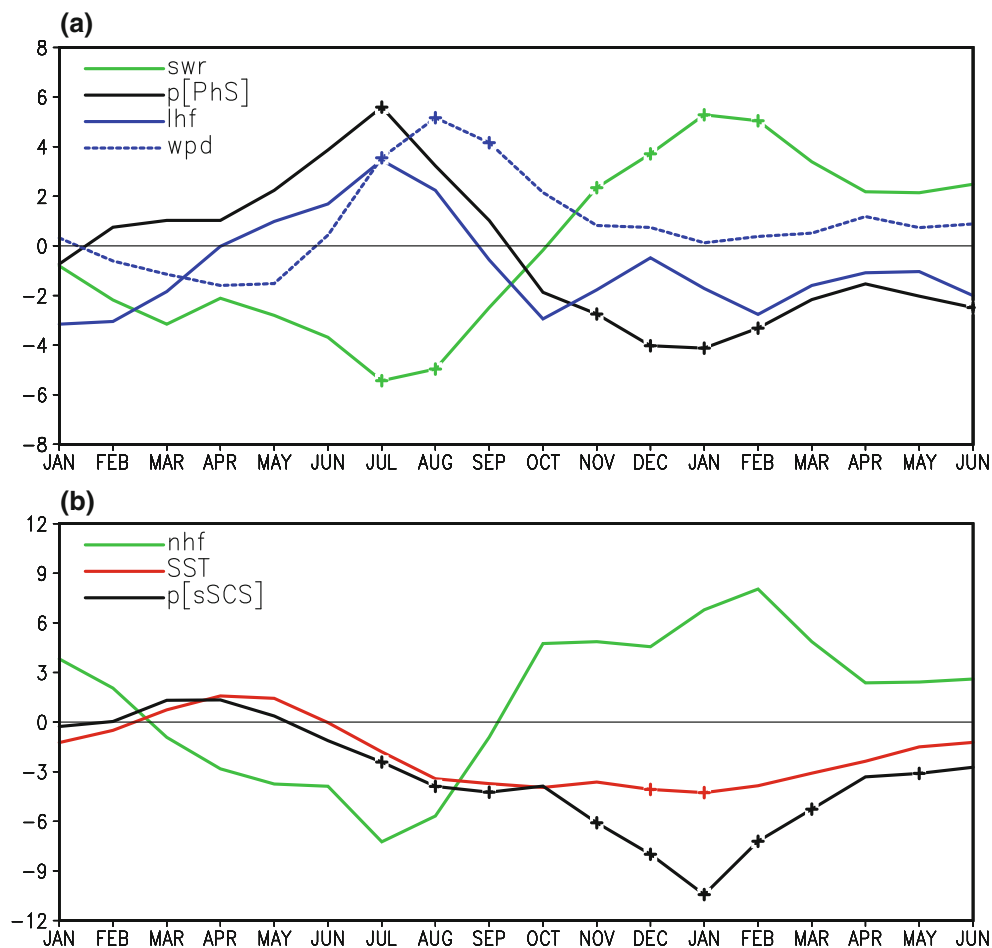 (a)
8
6
4
2
0
-2
-4
-6
-8
swr
p[PhS]
lhf
wpd
JAN FEB MAR APR MAY JUN JUL AUG SEP OCT NOV DEC JAN FEB MAR APR MAY JUN
(b)
12
9
6
3
0
-3
-6
-9
-12
nhf
SST
p[sSCS]
JAN FEB MAR APR MAY JUN JUL AUG SEP OCT NOV DEC JAN FEB MAR APR MAY JUN